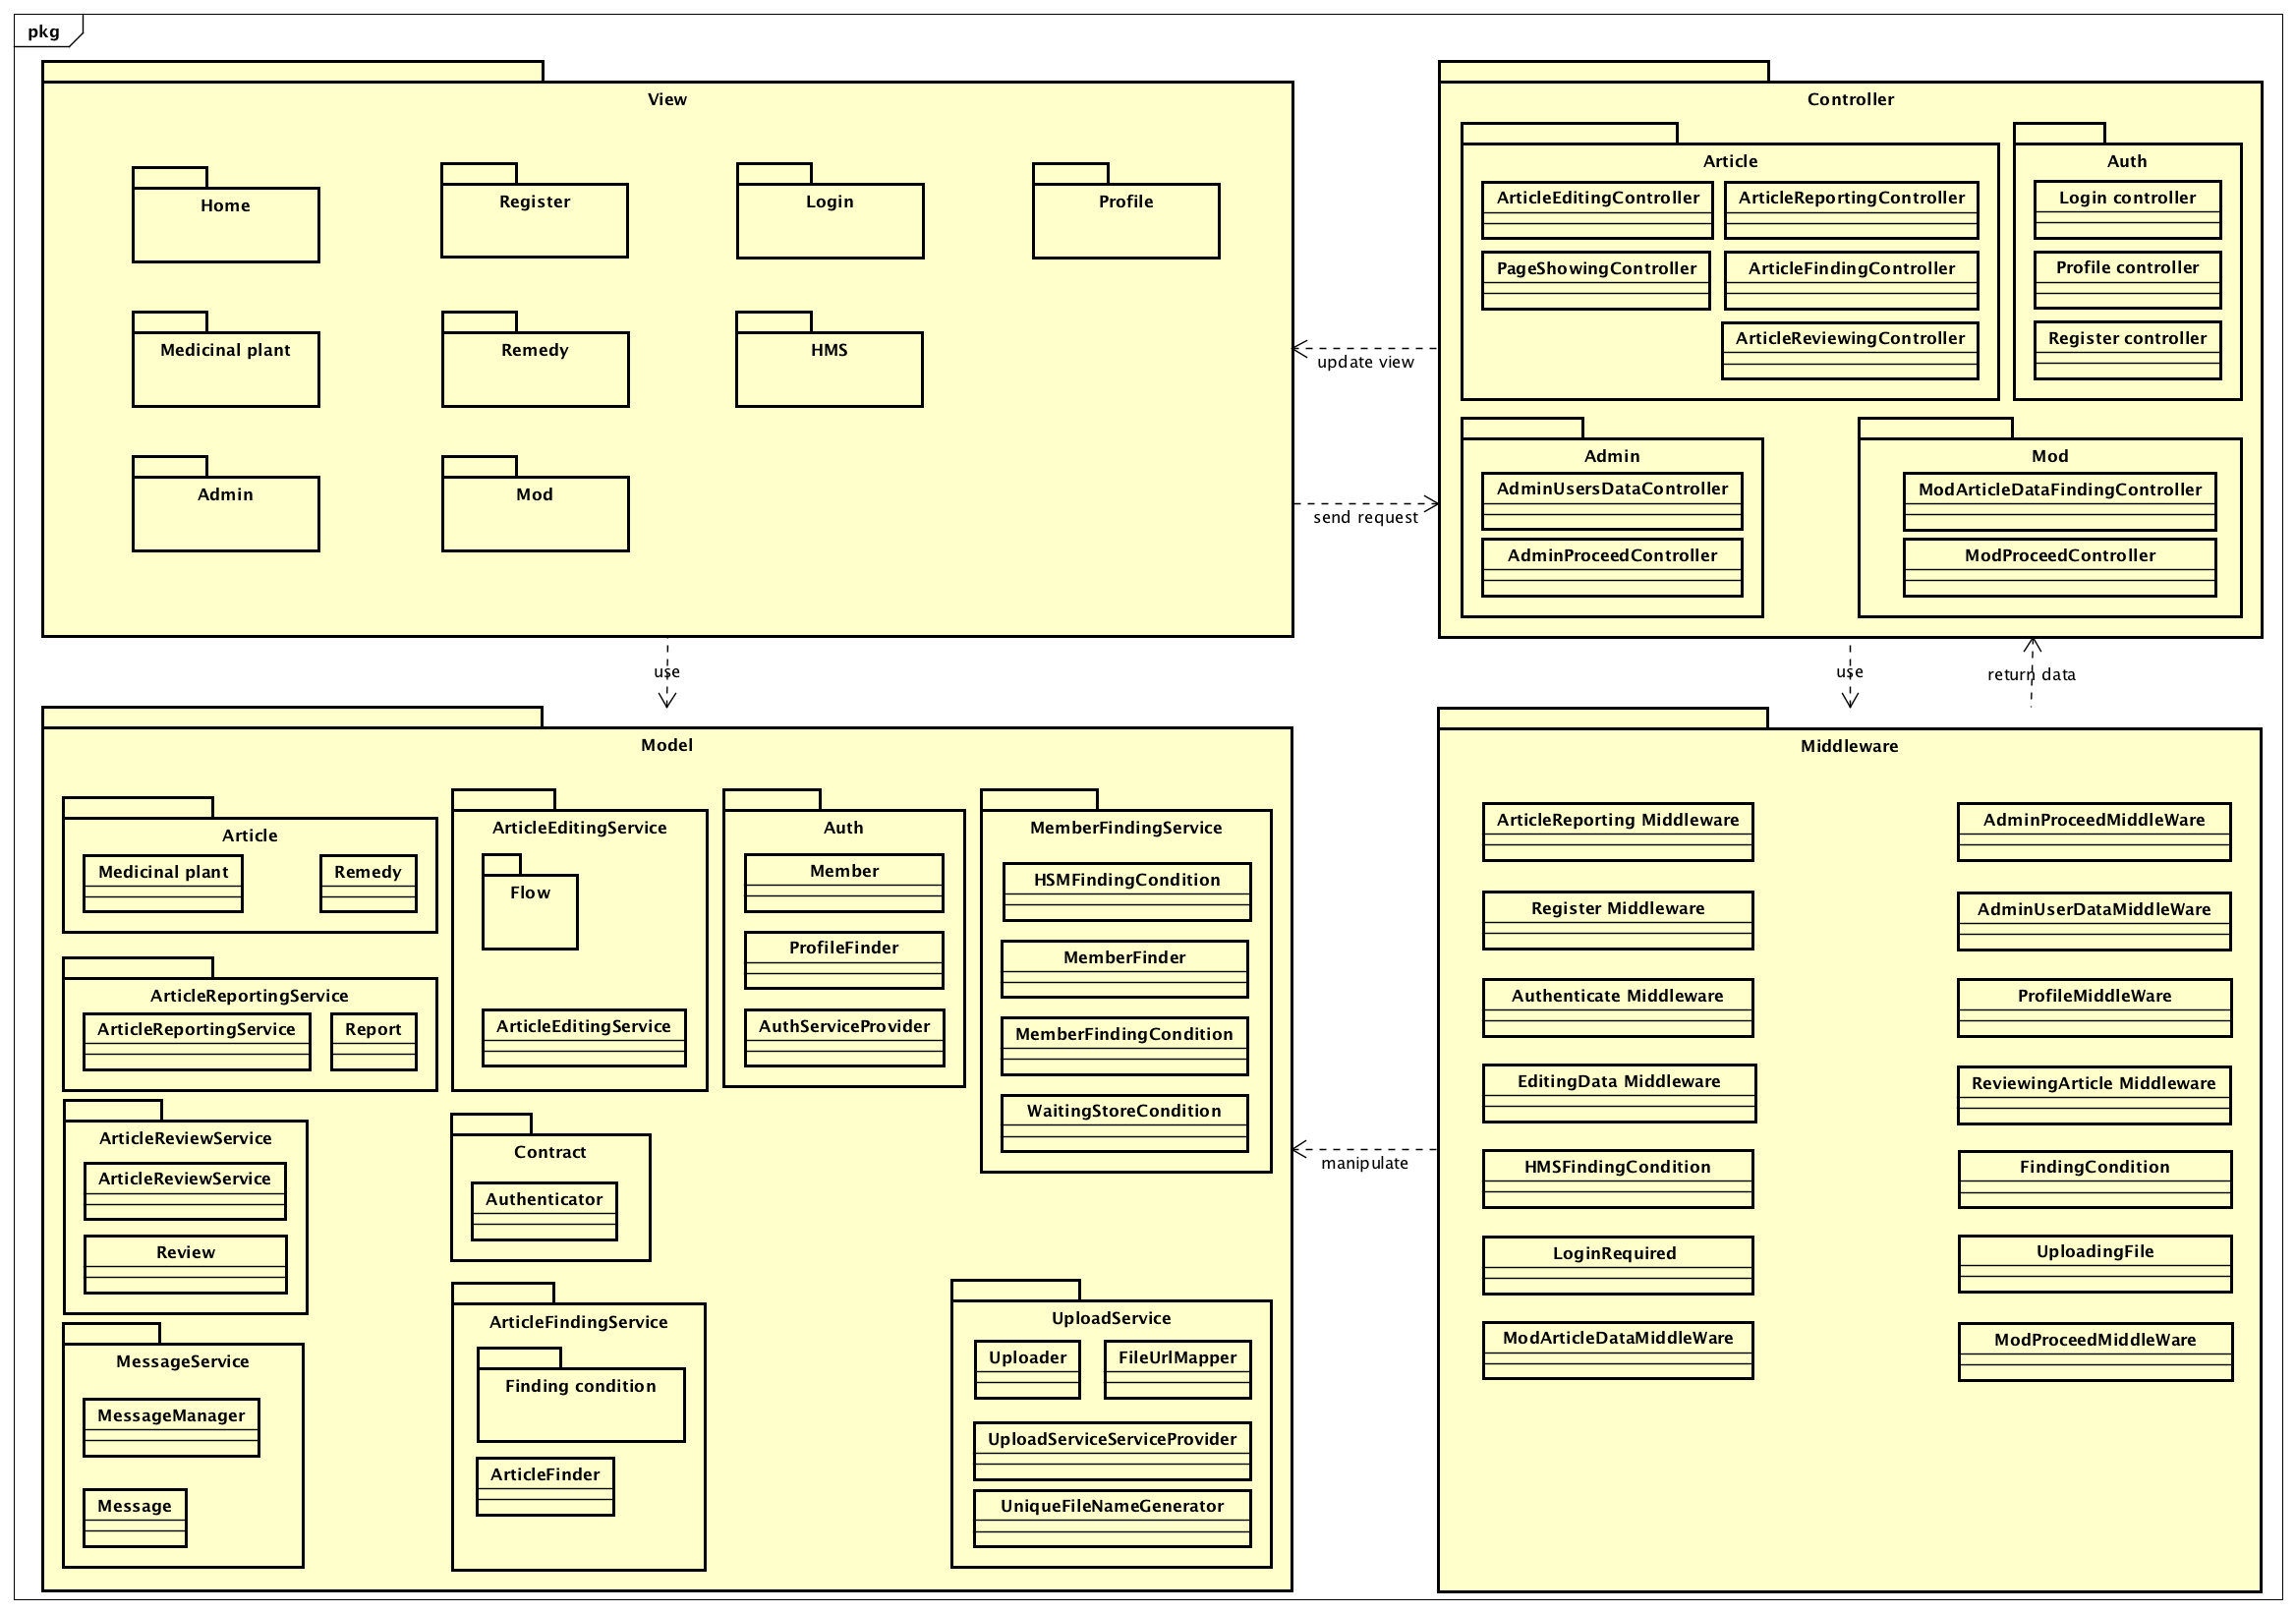 pkg
View
Home
Register
Login
Profile
Medicinal plant
Remedy
HMS
Admin
Mod
update view
send request
Controller
Article
ArticleEditingController
ArticleReportingController
PageShowingController
ArticleFindingController
ArticleReviewingController
Auth
Login controller
Profile controller
Register controller
Admin
AdminUsersDataController
AdminProceedController
Mod
ModArticleDataFindingController
ModProceedController
use
use
return data
Model
Article
Medicinal plant
Remedy
ArticleReportingService
ArticleReportingService
Report
ArticleReviewService
ArticleReviewService
Review
MessageService
MessageManager
Message
ArticleEditingService
Flow
ArticleEditingService
Contract
Authenticator
ArticleFindingService
Finding condition
ArticleFinder
Auth
Member
ProfileFinder
AuthServiceProvider
MemberFindingService
HSMFindingCondition
MemberFinder
MemberFindingCondition
WaitingStoreCondition
UploadService
Uploader
FileUrlMapper
UploadServiceServiceProvider
UniqueFileNameGenerator
manipulate
Middleware
ArticleReporting Middleware
AdminProceedMiddleWare
Register Middleware
AdminUserDataMiddleWare
Authenticate Middleware
ProfileMiddleWare
EditingData Middleware
ReviewingArticle Middleware
HMSFindingCondition
FindingCondition
LoginRequired
UploadingFile
ModArticleDataMiddleWare
ModProceedMiddleWare